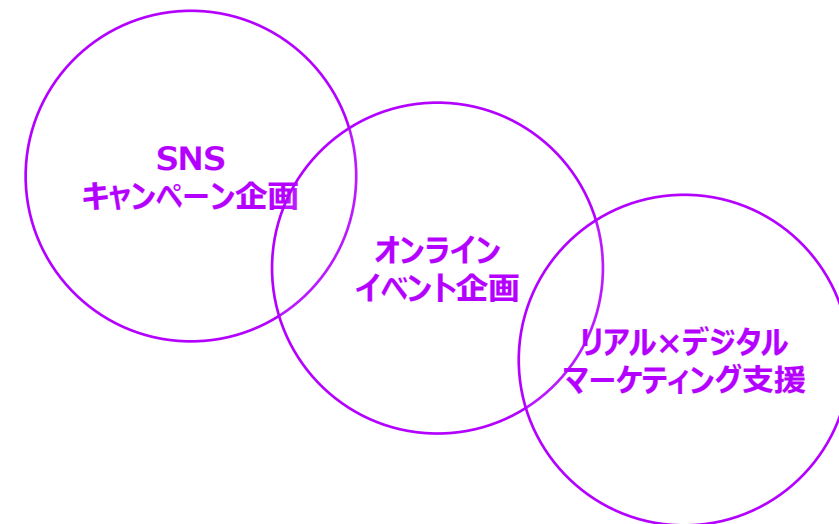 SNS
キャンペーン企画
オンライン
イベント企画
リアル×デジタル
マーケティング支援